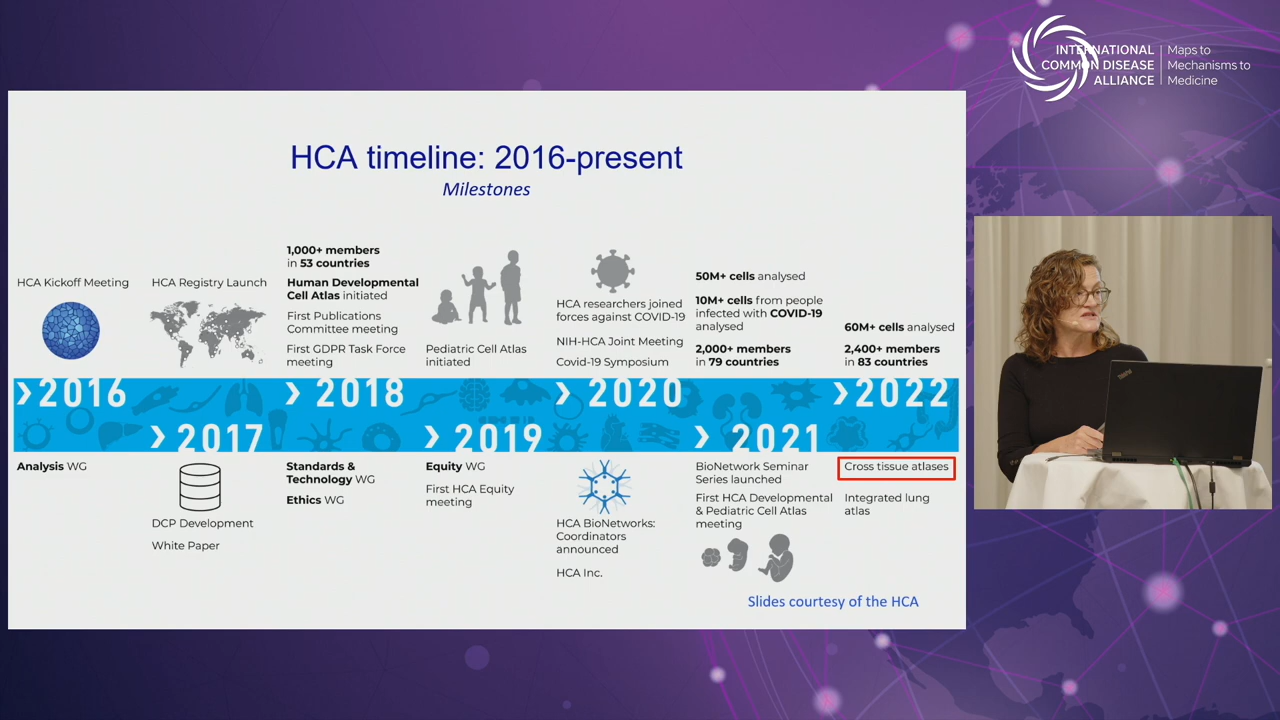 INTERNATIONAL
COMMON DISEASE
ALLIANCE
Maps to
Mechanisms to
Medicine
HCA timeline: 2016-present
Milestones
HCA Kickoff Meeting
HCA Registry Launch
1,000+ members
in 53 countries
Human Developmental
Cell Atlas initiated
First Publications
Committee meeting
First GDPR Task Force
meeting
Pediatric Cell Atlas
initiated
HCA researchers joined
forces against COVID-19
NIH-HCA Joint Meeting
Covid-19 Symposium
50M+ cells analysed
10M+ cells from people
infected with COVID-19
analysed
2,000+ members
in 79 countries
60M+ cells analysed
2,400+ members
in 83 countries
2016
2017
2018
2019
2020
2021
2022
Analysis WG
DCP Development
White Paper
Standards &
Technology WG
Ethics WG
Equity WG
First HCA Equity
meeting
HCA BioNetworks:
Coordinators
announced
HCA Inc.
BioNetwork Seminar
Series launched
First HCA Developmental
& Pediatric Cell Atlas
meeting
Cross tissue atlases
Integrated lung
atlas
Slides courtesy of the HCA
ThinkPad